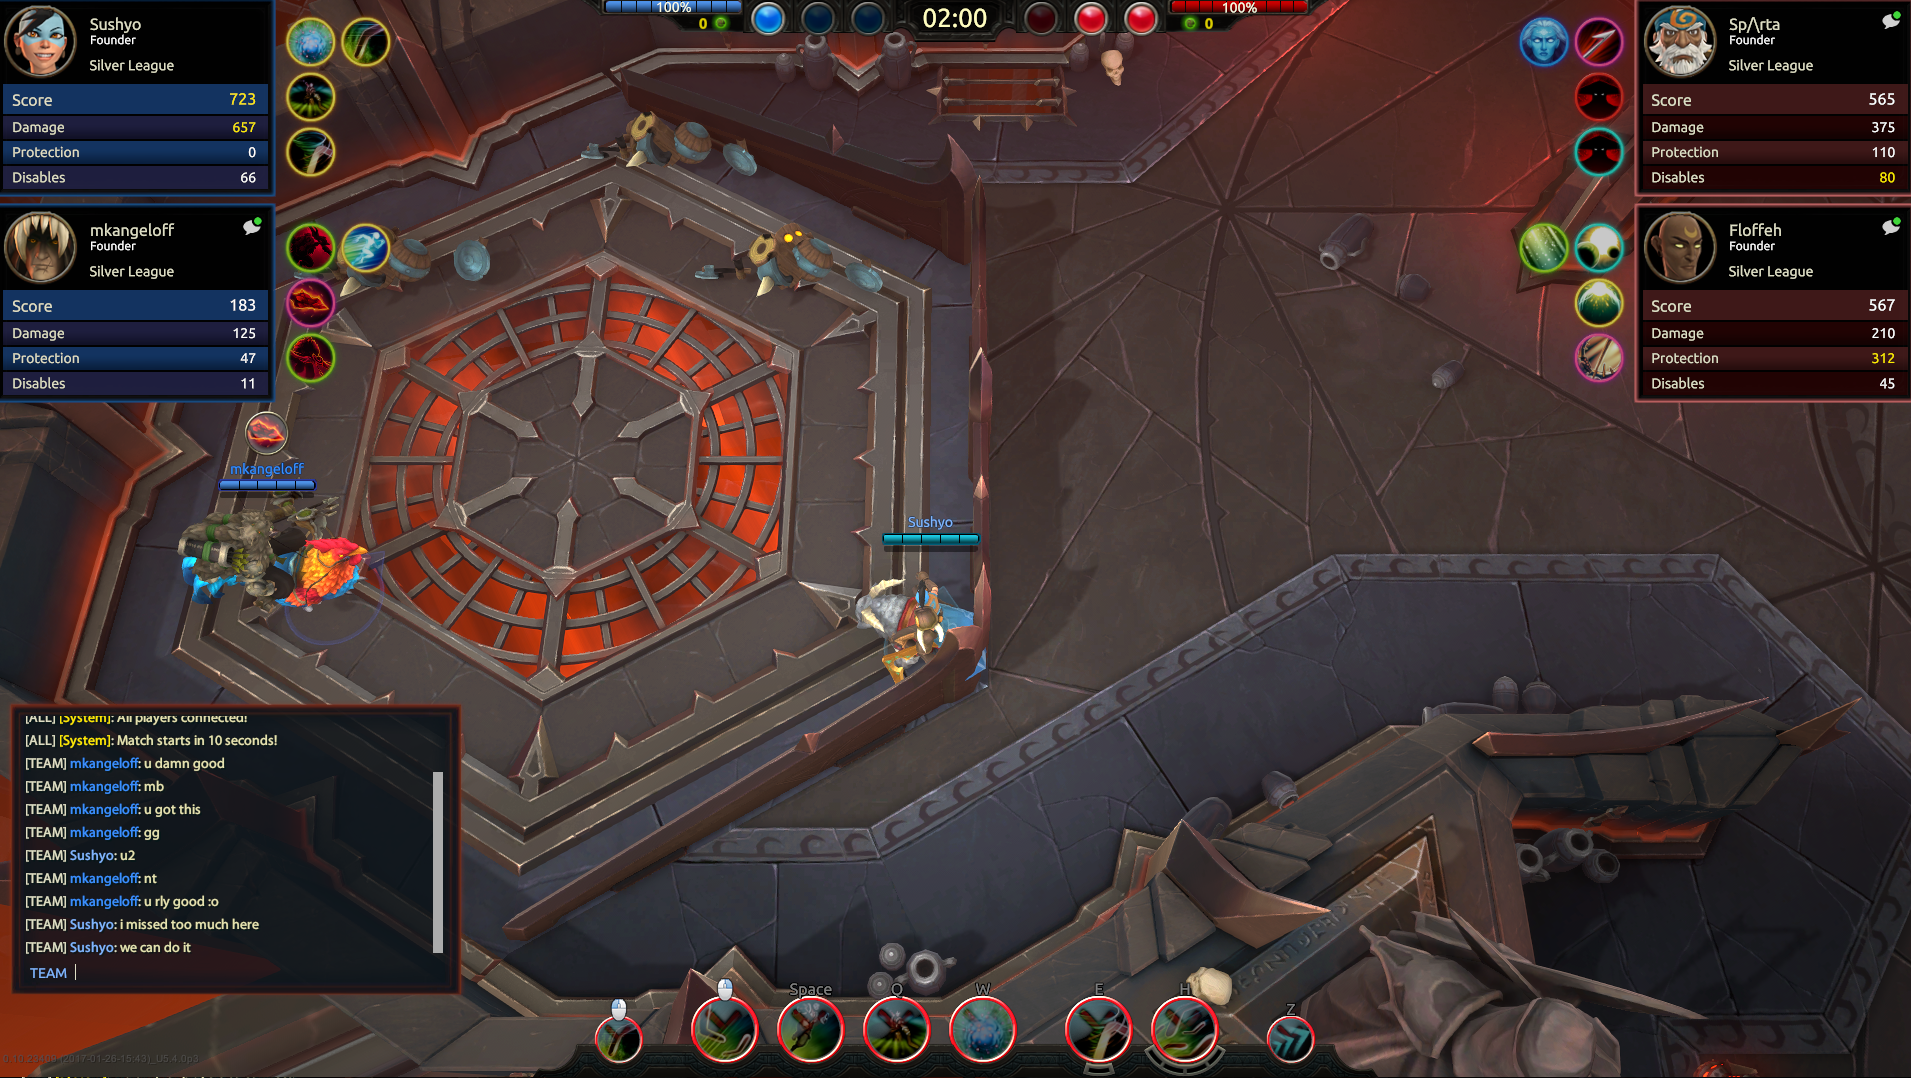 Sushyo
Founder
Silver League
Score 723
Damage 657
Protection 0
Disables 66
mkangeloff
Founder
Silver League
Score 183
Damage 125
Protection 47
Disables 11
100%
0
02:00
100%
0
Sp/\rta
Founder
Silver League
Score 565
Damage 375
Protection 110
Disables 80
Floffeh
Founder
Silver League
Score 567
Damage 210
Protection 312
Disables 45
mkangeloff
Sushyo
[ALL] [System]: All players connected!
[ALL] [System]: Match starts in 10 seconds!
[TEAM] mkangeloff: u damn good
[TEAM] mkangeloff: mb
[TEAM] mkangeloff: u got this
[TEAM] mkangeloff: gg
[TEAM] Sushyo: u2
[TEAM] mkangeloff: nt
[TEAM] mkangeloff: u rly good :o
[TEAM] Sushyo: i missed too much here
[TEAM] Sushyo: we can do it
TEAM
Space Q W E H Z